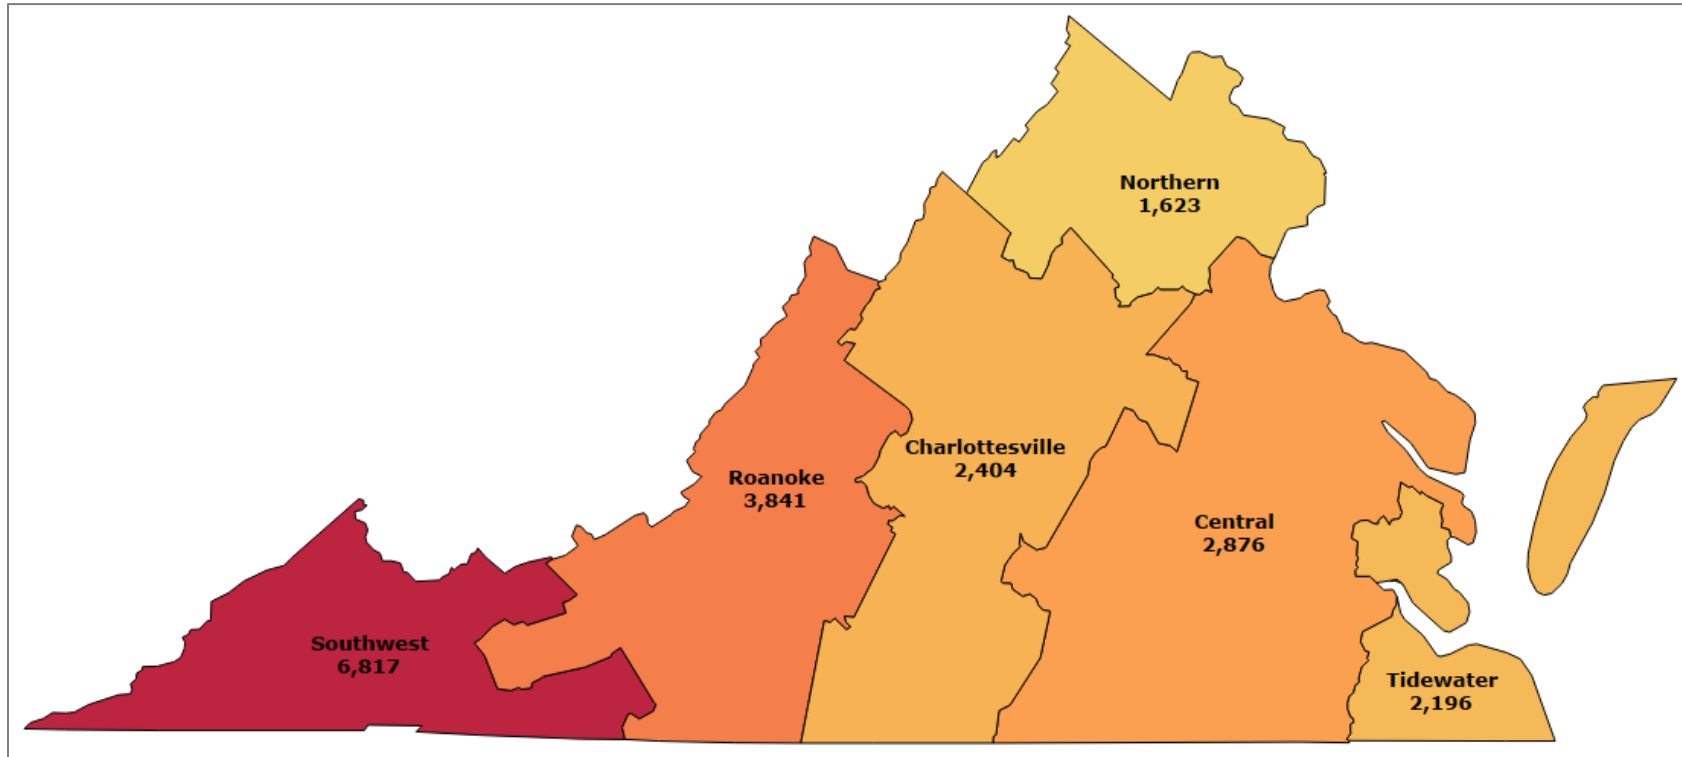 Northern
1,623
Charlottesville
2,404
Roanoke
3,841
Central
2,876
Southwest
6,817
Tidewater
2,196